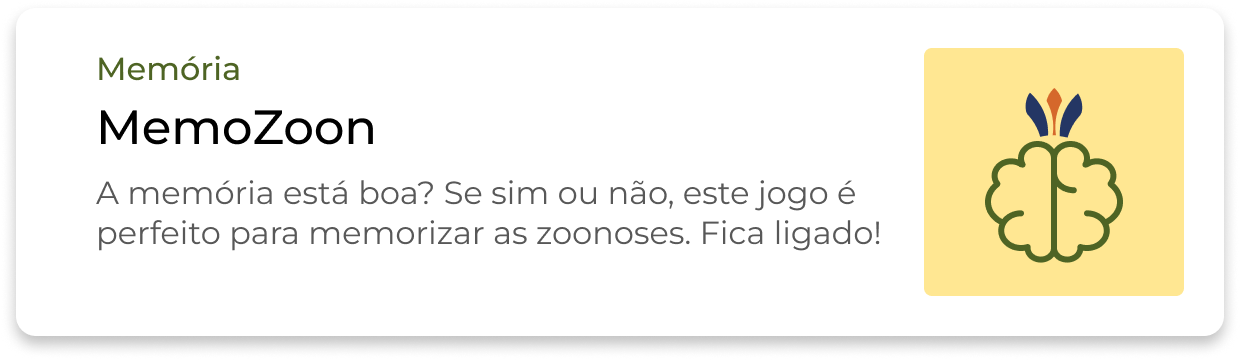 Memória
MemoZoon
A memória está boa? Se sim ou não, este jogo é
perfeito para memorizar as zoonoses. Fica ligado!